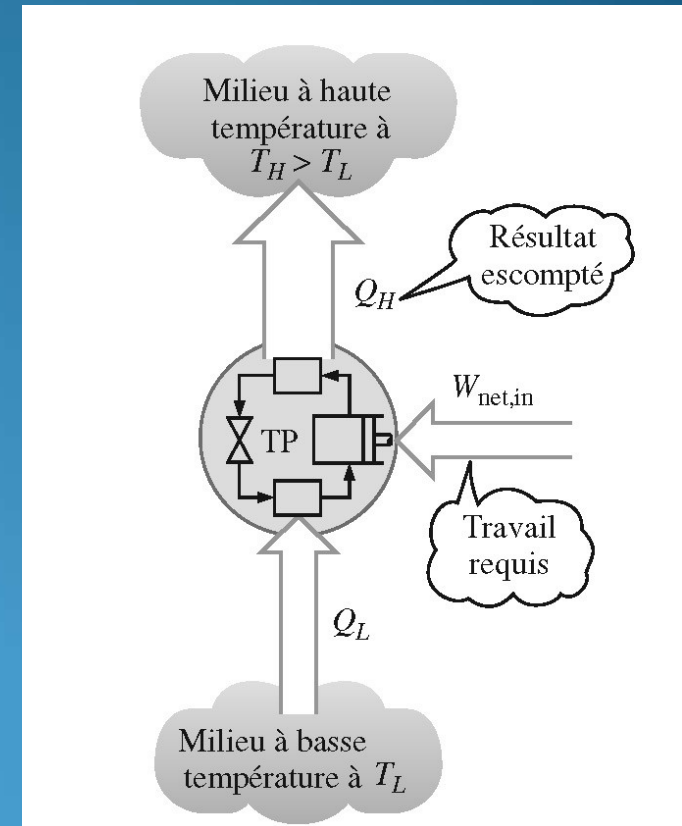 Milieu à haute
température à
T_H > T_L
Résultat
escompté
Q_H
W_net,in
TP
Travail
requis
Q_L
Milieu à basse
température à T_L